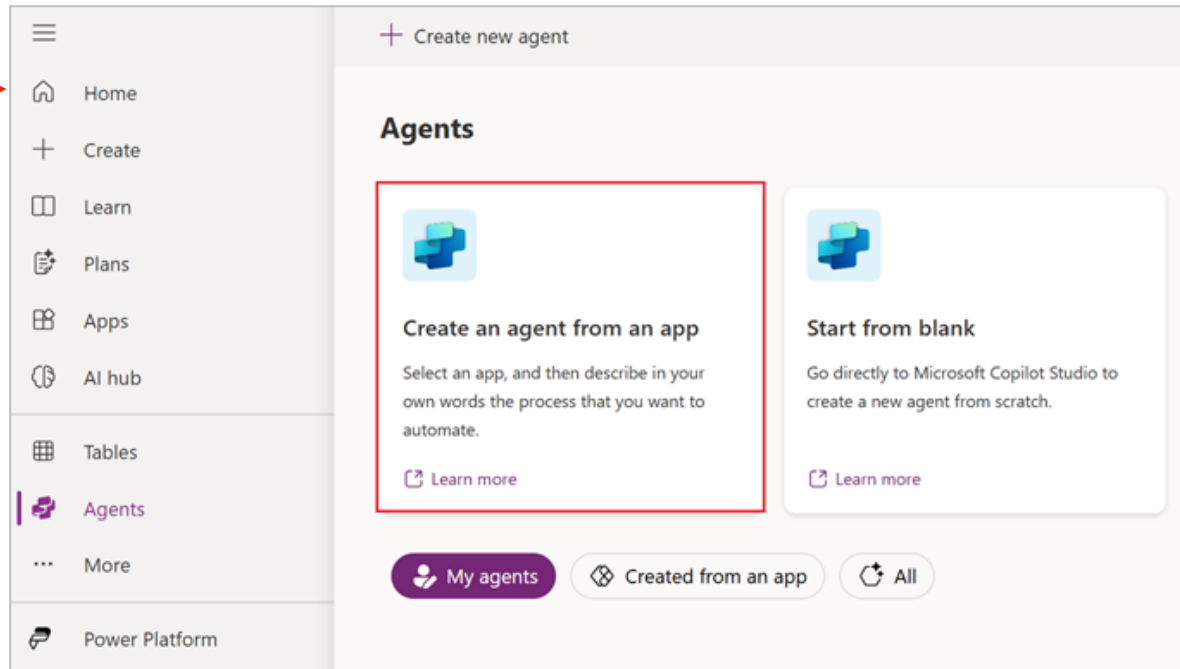 Home
Create
Learn
Plans
Apps
AI hub
Tables
Agents
More
Power Platform
Create new agent
Agents
Create an agent from an app
Select an app, and then describe in your
own words the process that you want to
automate.
Learn more
Start from blank
Go directly to Microsoft Copilot Studio to
create a new agent from scratch.
Learn more
My agents
Created from an app
All